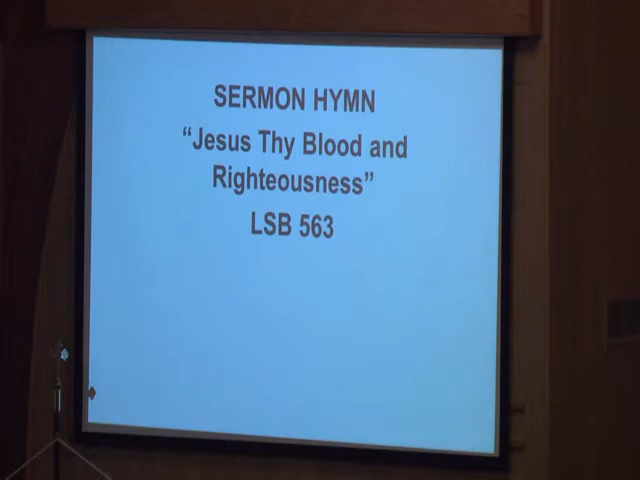 SERMON HYMN
“Jesus Thy Blood and
Righteousness”
LSB 563